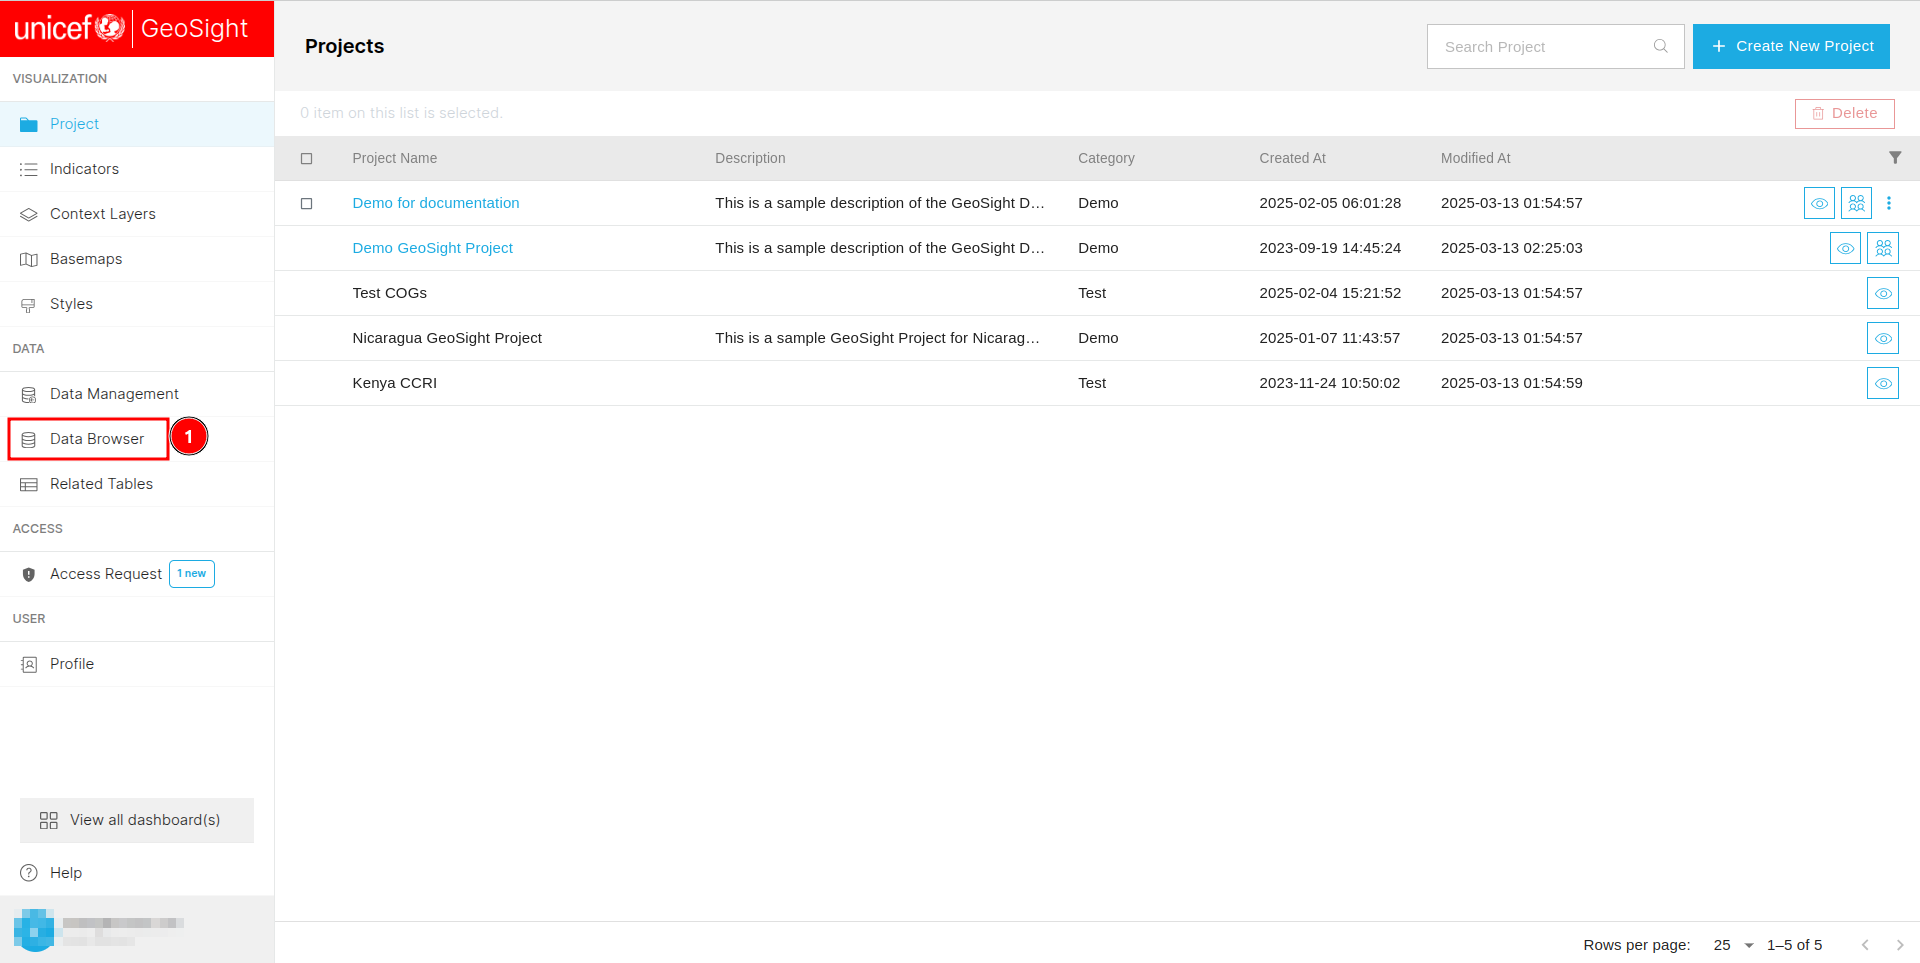 unicef GeoSight
VISUALIZATION
Project
Indicators
Context Layers
Basemaps
Styles
DATA
Data Management
Data Browser 1
Related Tables
ACCESS
Access Request 1 new
USER
Profile
View all dashboard(s)
Help
Projects
Search Project
+ Create New Project
0 item on this list is selected.
Delete
Project Name Description Category Created At Modified At
Demo for documentation This is a sample description of the GeoSight D... Demo 2025-02-05 06:01:28 2025-03-13 01:54:57
Demo GeoSight Project This is a sample description of the GeoSight D... Demo 2023-09-19 14:45:24 2025-03-13 02:25:03
Test COGs Test 2025-02-04 15:21:52 2025-03-13 01:54:57
Nicaragua GeoSight Project This is a sample GeoSight Project for Nicarag... Demo 2025-01-07 11:43:57 2025-03-13 01:54:57
Kenya CCRI Test 2023-11-24 10:50:02 2025-03-13 01:54:59
Rows per page: 25 1–5 of 5